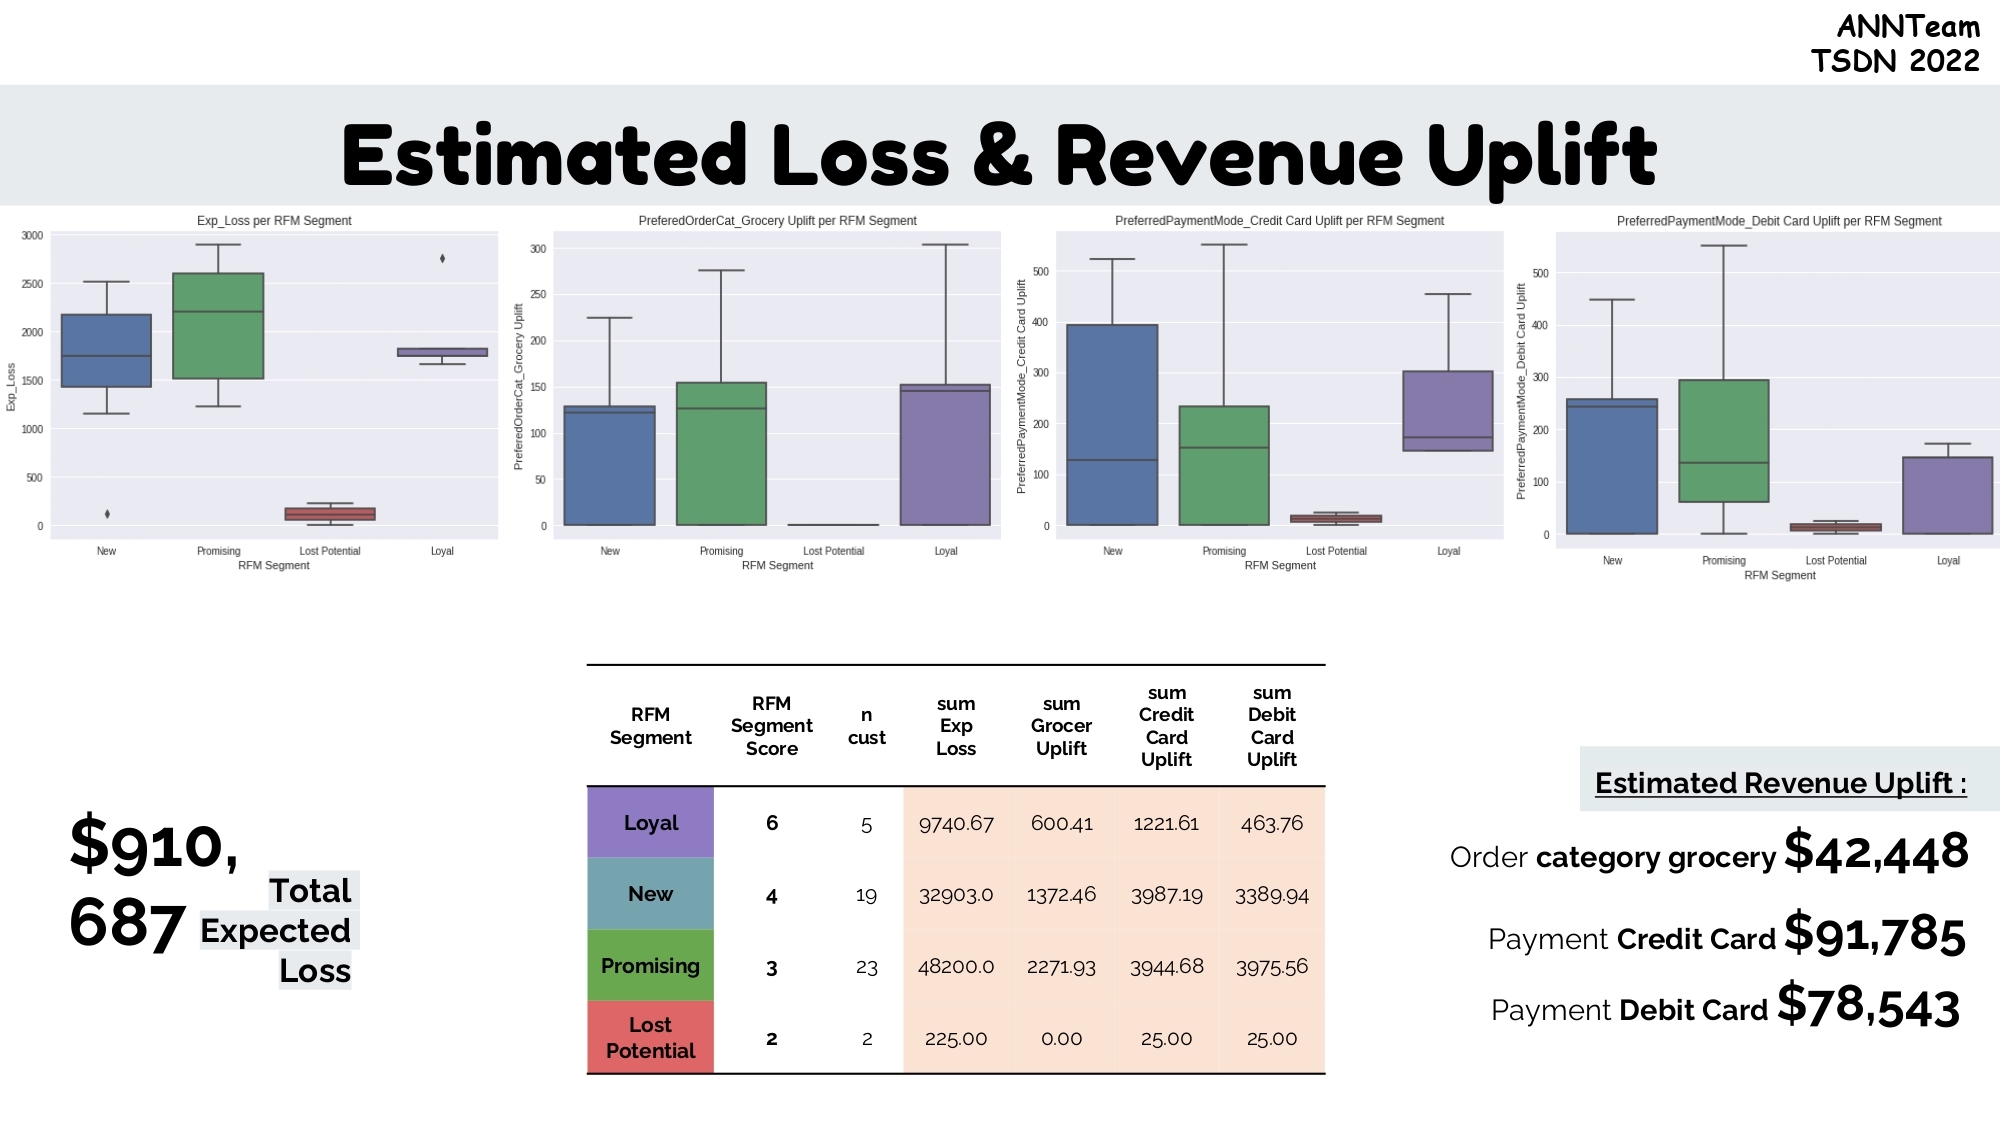 ANNTeam
TSDN 2022
Estimated Loss & Revenue Uplift
Exp_Loss per RFM Segment
3000
2500
2000
1500
1000
500
0
Exp_Loss
New Promising Lost Potential Loyal
RFM Segment
PreferedOrderCat_Grocery Uplift per RFM Segment
300
250
200
150
100
50
0
PreferedOrderCat_Grocery Uplift
New Promising Lost Potential Loyal
RFM Segment
PreferredPaymentMode_Credit Card Uplift per RFM Segment
500
400
300
200
100
0
PreferredPaymentMode_Credit Card Uplift
New Promising Lost Potential Loyal
RFM Segment
PreferredPaymentMode_Debit Card Uplift per RFM Segment
500
400
300
200
100
0
PreferredPaymentMode_Debit Card Uplift
New Promising Lost Potential Loyal
RFM Segment
$910,
687
Total
Expected
Loss
RFM
Segment
RFM
Segment
Score
n
cust
sum
Exp
Loss
sum
Grocer
Uplift
sum
Credit
Card
Uplift
sum
Debit
Card
Uplift
Loyal 6 5 9740.67 600.41 1221.61 463.76
New 4 19 32903.0 1372.46 3987.19 3389.94
Promising 3 23 48200.0 2271.93 3944.68 3975.56
Lost
Potential 2 2 225.00 0.00 25.00 25.00
Estimated Revenue Uplift :
Order category grocery $42,448
Payment Credit Card $91,785
Payment Debit Card $78,543